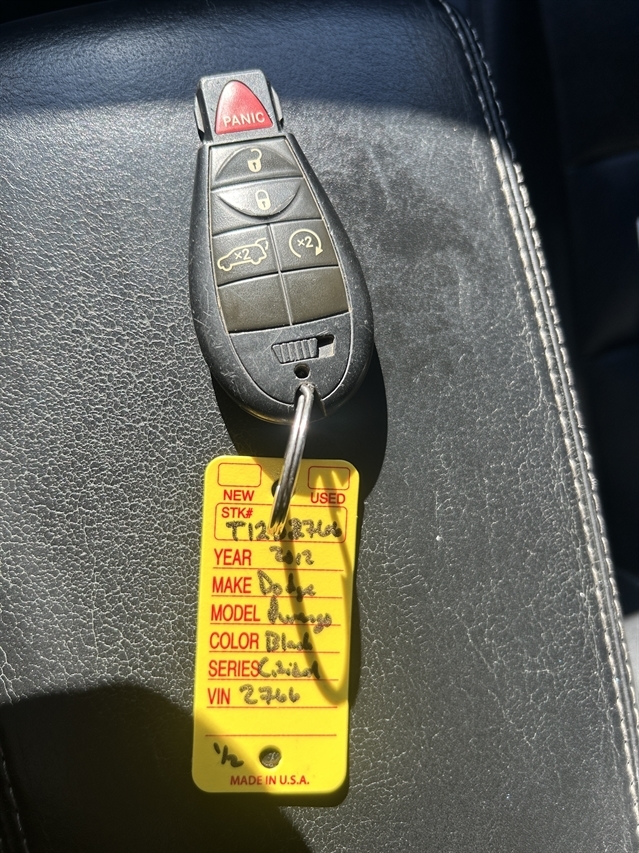 PANIC
×2 ×2
NEW USED
STK#
YEAR 2012
MAKE Dodge
MODEL Durango
COLOR Black
SERIES Citadel
VIN 2766
1/2
MADE IN U.S.A.